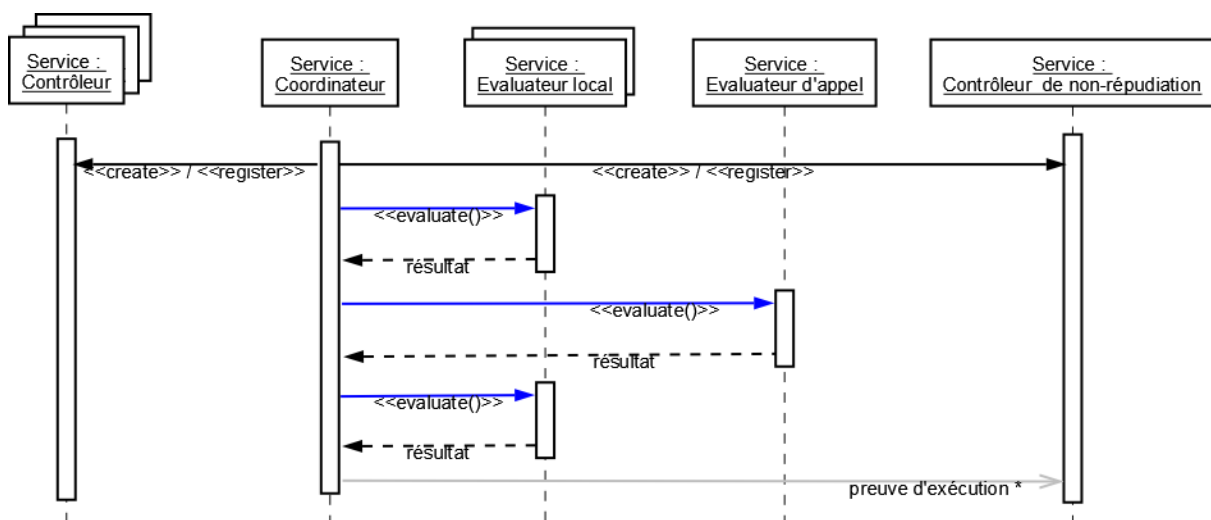 Service :
Contrôleur
Service :
Coordinateur
Service :
Evaluateur local
Service :
Evaluateur d'appel
Service :
Contrôleur de non-répudiation
<<create>> / <<register>>
<<create>> / <<register>>
<<evaluate()>>
résultat
<<evaluate()>>
résultat
<<evaluate()>>
résultat
preuve d'exécution *